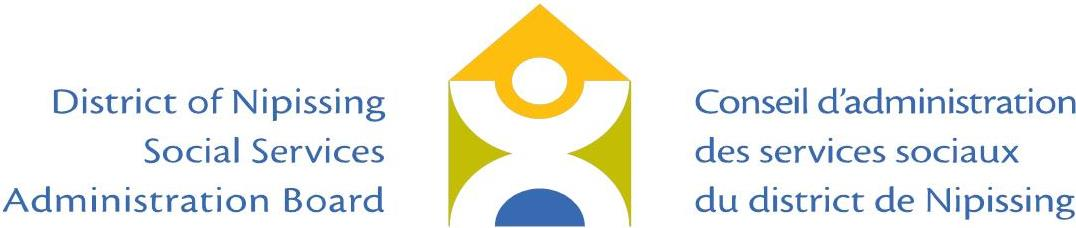 District of Nipissing
Social Services
Administration Board
Conseil d'administration
des services sociaux
du district de Nipissing